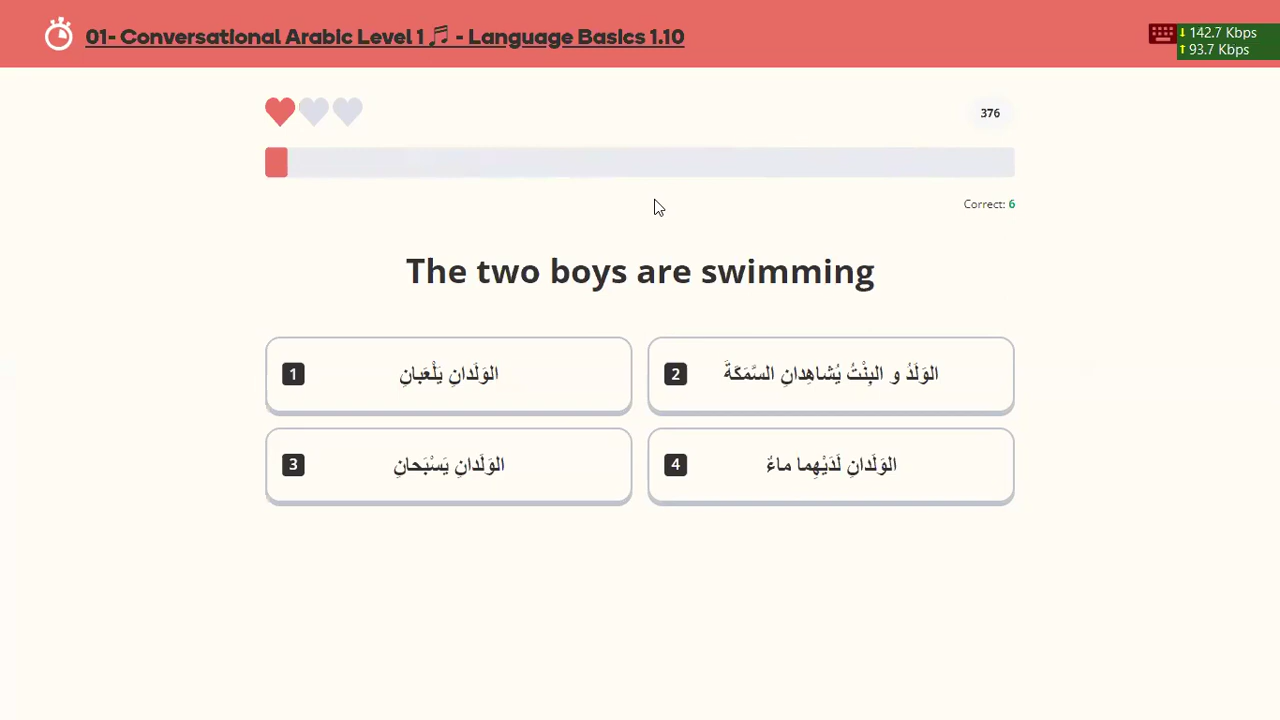 01- Conversational Arabic Level 1🎵 - Language Basics 1.10
↓ 142.7 Kbps
↑ 93.7 Kbps
376
Correct: 6
The two boys are swimming
1 الوَلَدانِ يَلْعَبانِ
2 الوَلَدُ و البِنْتُ يُشاهِدانِ السَّمَكَةَ
3 الوَلَدانِ يَسْبَحانِ
4 الوَلَدانِ لَدَيْهِما ماءٌ